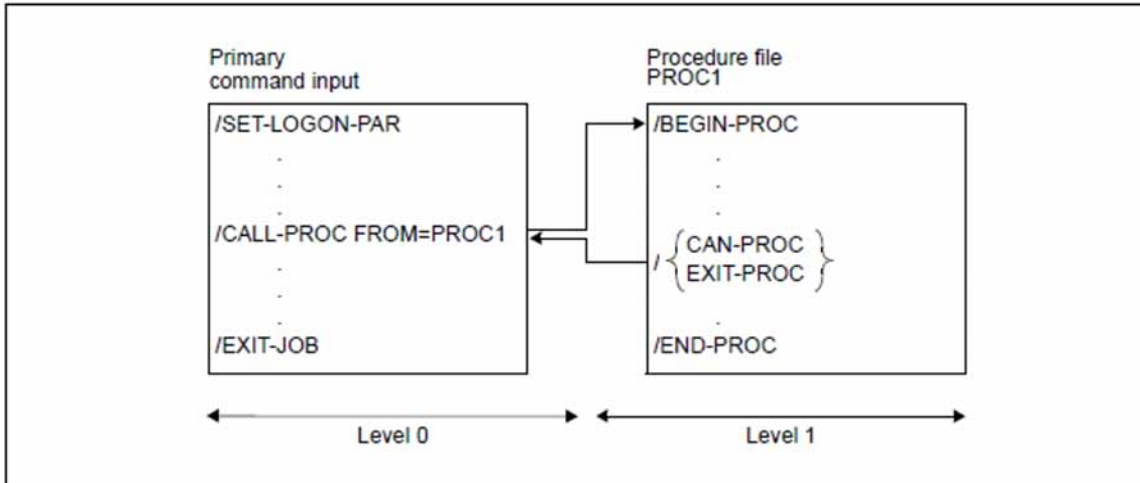 Primary
command input
/SET-LOGON-PAR
.
.
.
/CALL-PROC FROM=PROC1
.
.
.
/EXIT-JOB
Level 0
Procedure file
PROC1
/BEGIN-PROC
.
.
.
/ { CAN-PROC
EXIT-PROC }
.
/END-PROC
Level 1